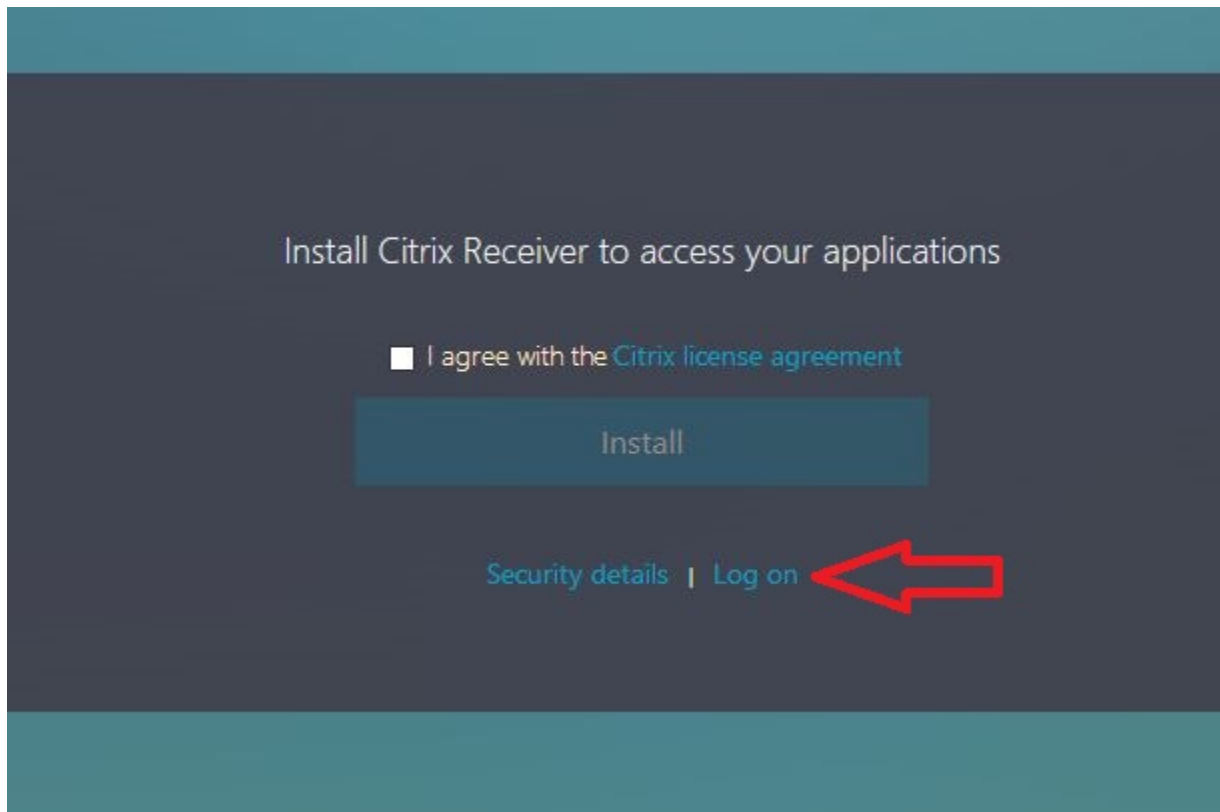 Install Citrix Receiver to access your applications
I agree with the Citrix license agreement
Install
Security details | Log on